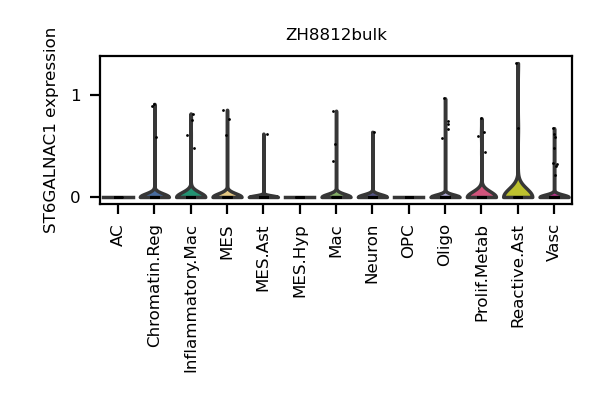 ZH8812bulk
ST6GALNAC1 expression
1
0
AC
Chromatin.Reg
Inflammatory.Mac
MES
MES.Ast
MES.Hyp
Mac
Neuron
OPC
Oligo
Prolif.Metab
Reactive.Ast
Vasc